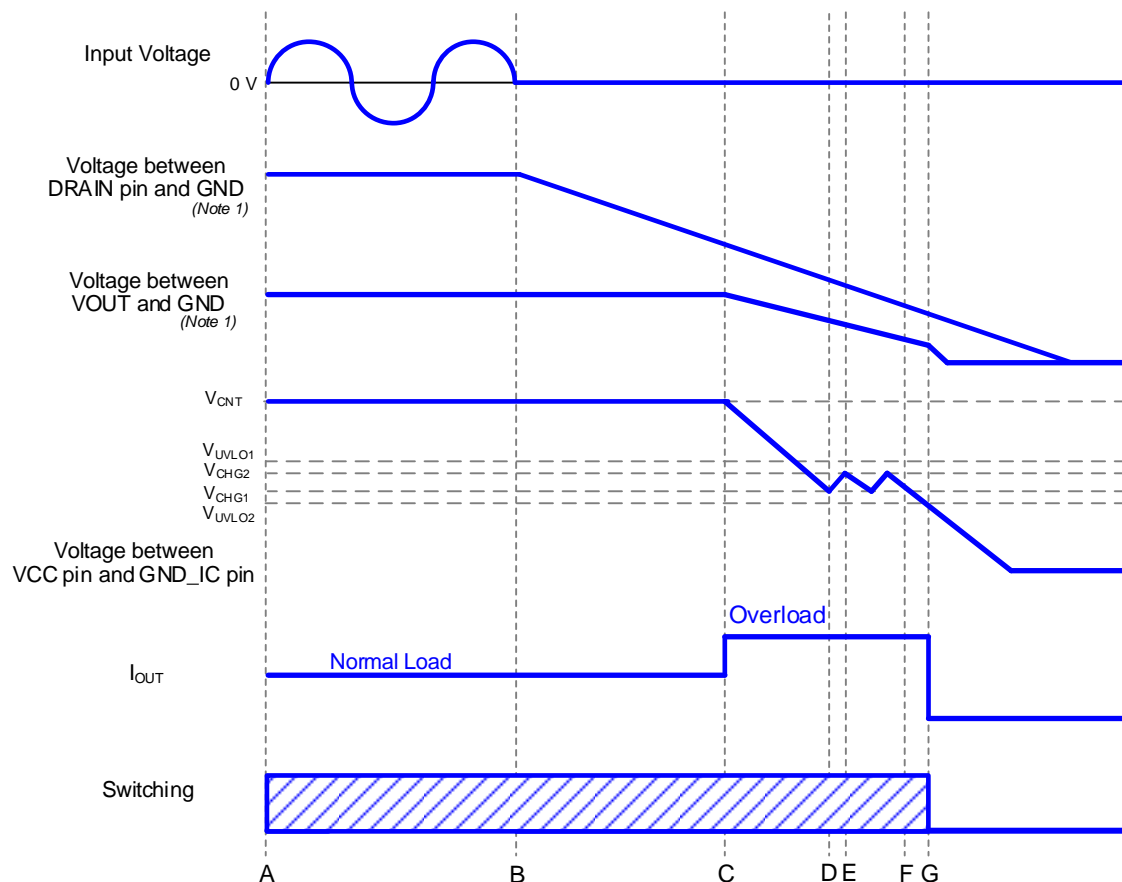 Input Voltage
0 V
Voltage between
DRAIN pin and GND
(Note 1)
Voltage between
VOUT and GND
(Note 1)
VCNT
VUVLO1
VCHG2
VCHG1
VUVLO2
Voltage between
VCC pin and GND_IC pin
Overload
Normal Load
IOUT
Switching
A B C D E F G